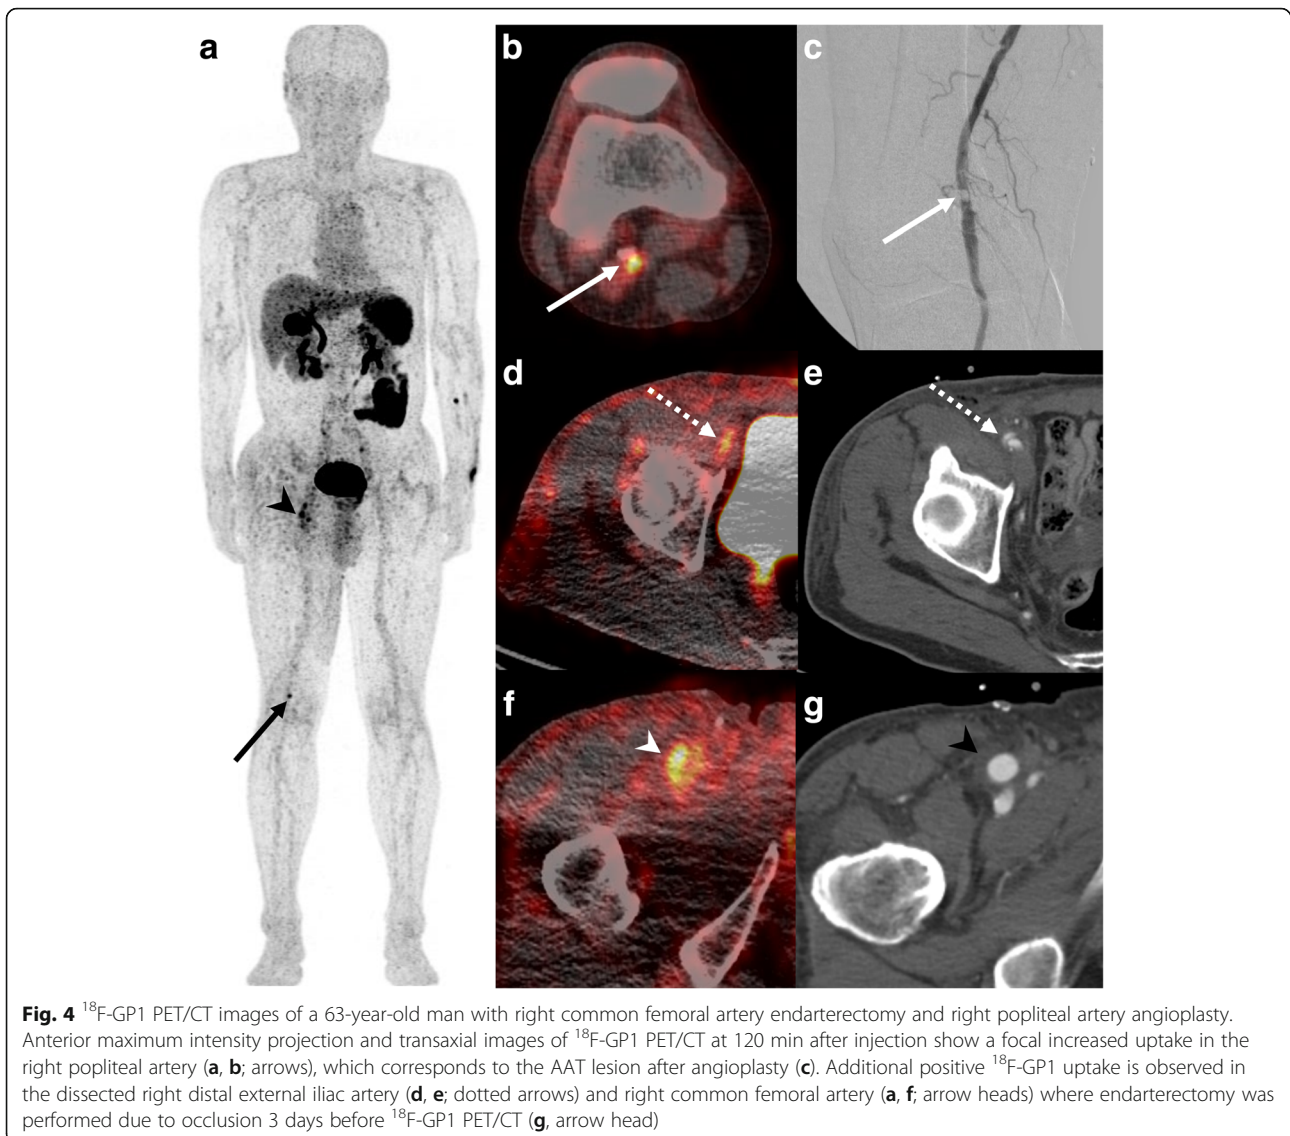 a
b
c
d
e
f
g
Fig. 4 ¹⁸F-GP1 PET/CT images of a 63-year-old man with right common femoral artery endarterectomy and right popliteal artery angioplasty.
Anterior maximum intensity projection and transaxial images of ¹⁸F-GP1 PET/CT at 120 min after injection show a focal increased uptake in the
right popliteal artery (a, b; arrows), which corresponds to the AAT lesion after angioplasty (c). Additional positive ¹⁸F-GP1 uptake is observed in
the dissected right distal external iliac artery (d, e; dotted arrows) and right common femoral artery (a, f; arrow heads) where endarterectomy was
performed due to occlusion 3 days before ¹⁸F-GP1 PET/CT (g, arrow head)